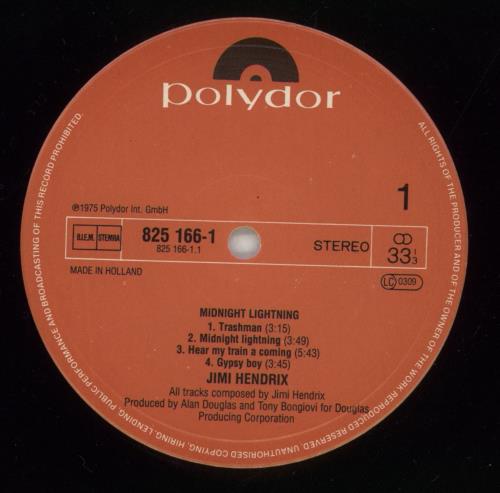 polydor
℗1975 Polydor Int. GmbH
1
B.I.E.M. STEMRA
825 166-1
825 166-1.1
STEREO
33 1/3
MADE IN HOLLAND
LC 0309
MIDNIGHT LIGHTNING
1. Trashman (3:15)
2. Midnight lightning (3:49)
3. Hear my train a coming (5:43)
4. Gypsy boy (3:45)
JIMI HENDRIX
All tracks composed by Jimi Hendrix
Produced by Alan Douglas and Tony Bongiovi for Douglas
Producing Corporation
ALL RIGHTS OF THE PRODUCER AND OF THE OWNER OF THE WORK REPRODUCED RESERVED. UNAUTHORISED COPYING, HIRING, LENDING, PUBLIC PERFORMANCE AND BROADCASTING OF THIS RECORD PROHIBITED.